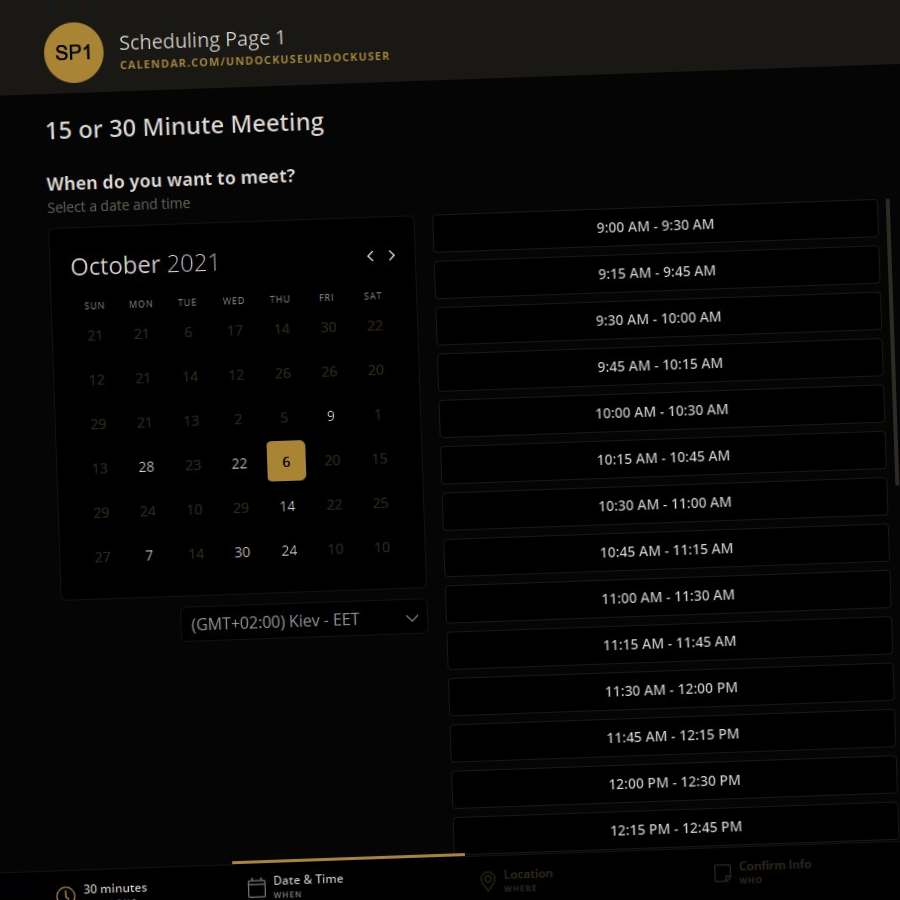 SP1
Scheduling Page 1
CALENDAR.COM/UNDOCKUSEUNDOCKUSER
15 or 30 Minute Meeting
When do you want to meet?
Select a date and time
October 2021
SUN MON TUE WED THU FRI SAT
21 21 6 17 14 30 22
12 21 14 12 26 26 20
29 21 13 2 5 9 1
13 28 23 22 6 20 15
29 24 10 29 14 22 25
27 7 14 30 24 10 10
(GMT+02:00) Kiev - EET
9:00 AM - 9:30 AM
9:15 AM - 9:45 AM
9:30 AM - 10:00 AM
9:45 AM - 10:15 AM
10:00 AM - 10:30 AM
10:15 AM - 10:45 AM
10:30 AM - 11:00 AM
10:45 AM - 11:15 AM
11:00 AM - 11:30 AM
11:15 AM - 11:45 AM
11:30 AM - 12:00 PM
11:45 AM - 12:15 PM
12:00 PM - 12:30 PM
12:15 PM - 12:45 PM
30 minutes
Date & Time
WHEN
Location
WHERE
Confirm Info
WHO